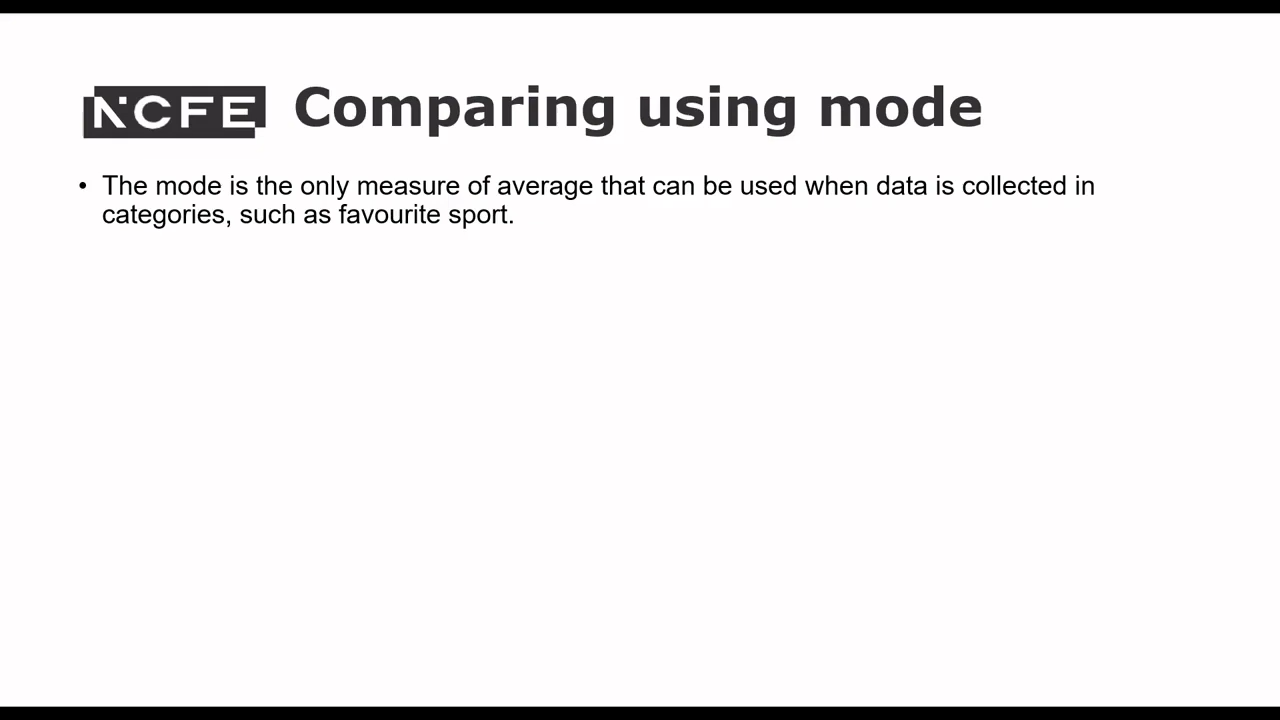 NCFE Comparing using mode
• The mode is the only measure of average that can be used when data is collected in
categories, such as favourite sport.